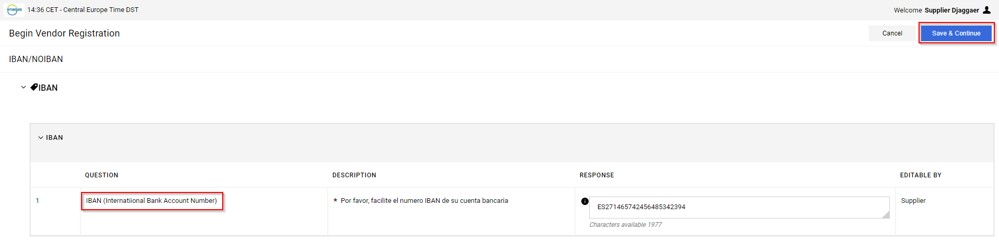 enagas 14:36 CET - Central Europe Time DST Welcome Supplier Djaggaer
Begin Vendor Registration Cancel Save & Continue
IBAN/NOIBAN
IBAN
IBAN
QUESTION DESCRIPTION RESPONSE EDITABLE BY
1 IBAN (Internatiional Bank Account Number) * Por favor, facilite el numero IBAN de su cuenta bancaria ES271465742456485342394 Supplier
Characters available 1977